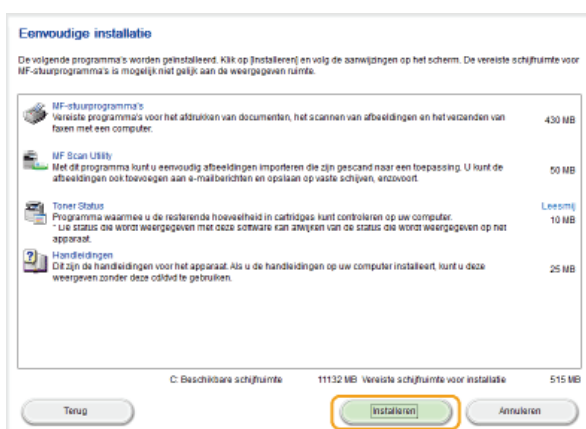 Eenvoudige installatie
De volgende programma's worden geïnstalleerd. Klik op [Installeren] en volg de aanwijzingen op het scherm. De vereiste schijfruimte voor
MF-stuurprogramma's is mogelijk niet gelijk aan de weergegeven ruimte.
MF-stuurprogramma's
Vereiste programma's voor het afdrukken van documenten, het scannen van afbeeldingen en het verzenden van
faxen met een computer.
430 MB
MF Scan Utility
Met dit programma kunt u eenvoudig afbeeldingen importeren die zijn gescand naar een toepassing. U kunt de
afbeeldingen ook toevoegen aan e-mailberichten en opslaan op vaste schijven, enzovoort.
50 MB
Toner Status
Leesmij
Programma waarmee u de resterende hoeveelheid in cartridges kunt controleren op uw computer.
10 MB
* Die status die wordt weergegeven met deze software kan afwijken van de status die wordt weergegeven op het
apparaat.
Handleidingen
Dit zijn de handleidingen voor het apparaat. Als u de handleidingen op uw computer installeert, kunt u deze
weergeven zonder deze cd/dvd te gebruiken.
25 MB
C: Beschikbare schijfruimte 11132 MB Vereiste schijfruimte voor installatie 515 MB
Terug Installeren Annuleren